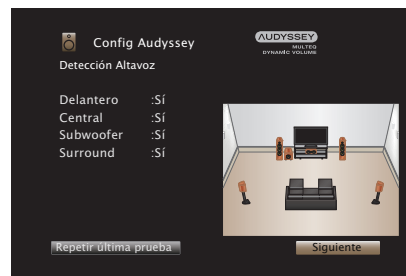 Config Audyssey
AUDYSSEY
MULTEQ
DYNAMIC VOLUME
Detección Altavoz
Delantero :Sí
Central :Sí
Subwoofer :Sí
Surround :Sí
Repetir última prueba
Siguiente